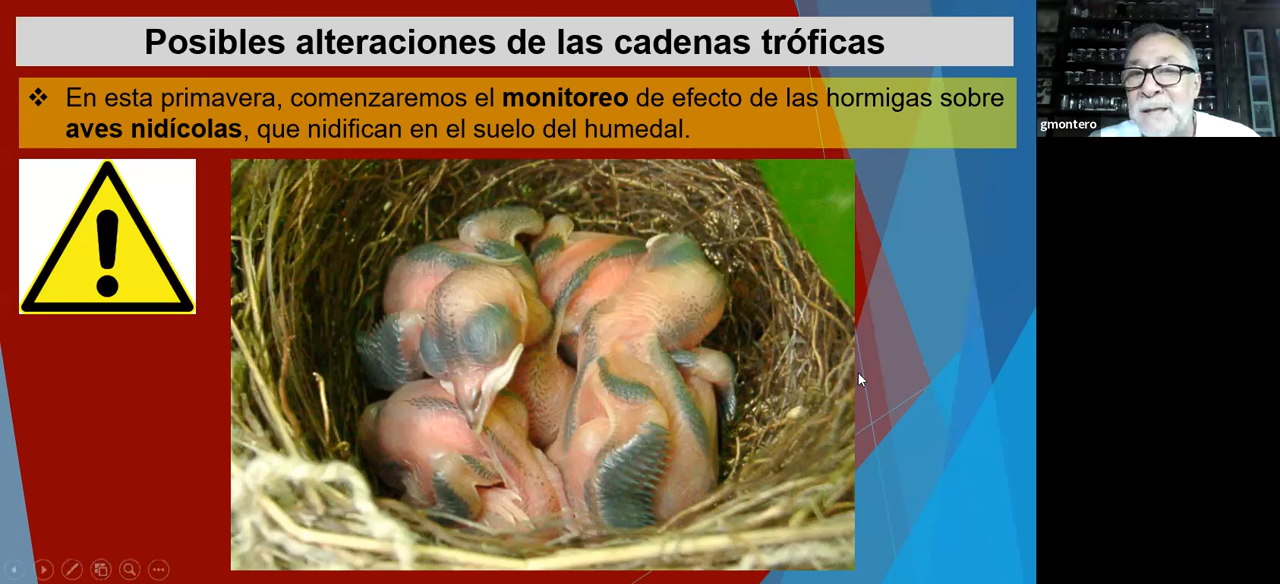 Posibles alteraciones de las cadenas tróficas
❖ En esta primavera, comenzaremos el monitoreo de efecto de las hormigas sobre
aves nidícolas, que nidifican en el suelo del humedal.
gmontero